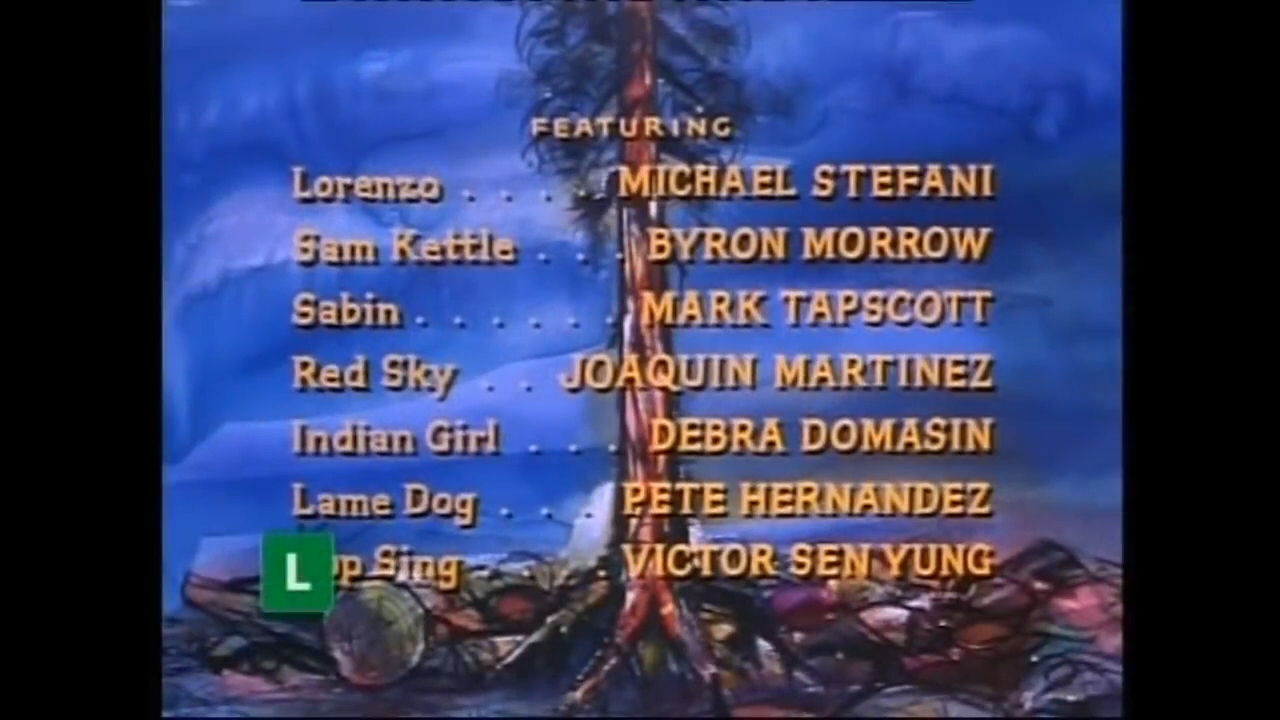 FEATURING
Lorenzo . . . . . MICHAEL STEFANI
Sam Kettle . . . BYRON MORROW
Sabin . . . . . . MARK TAPSCOTT
Red Sky . . JOAQUIN MARTINEZ
Indian Girl . . . DEBRA DOMASIN
Lame Dog . . . PETE HERNANDEZ
L
Sing VICTOR SEN YUNG